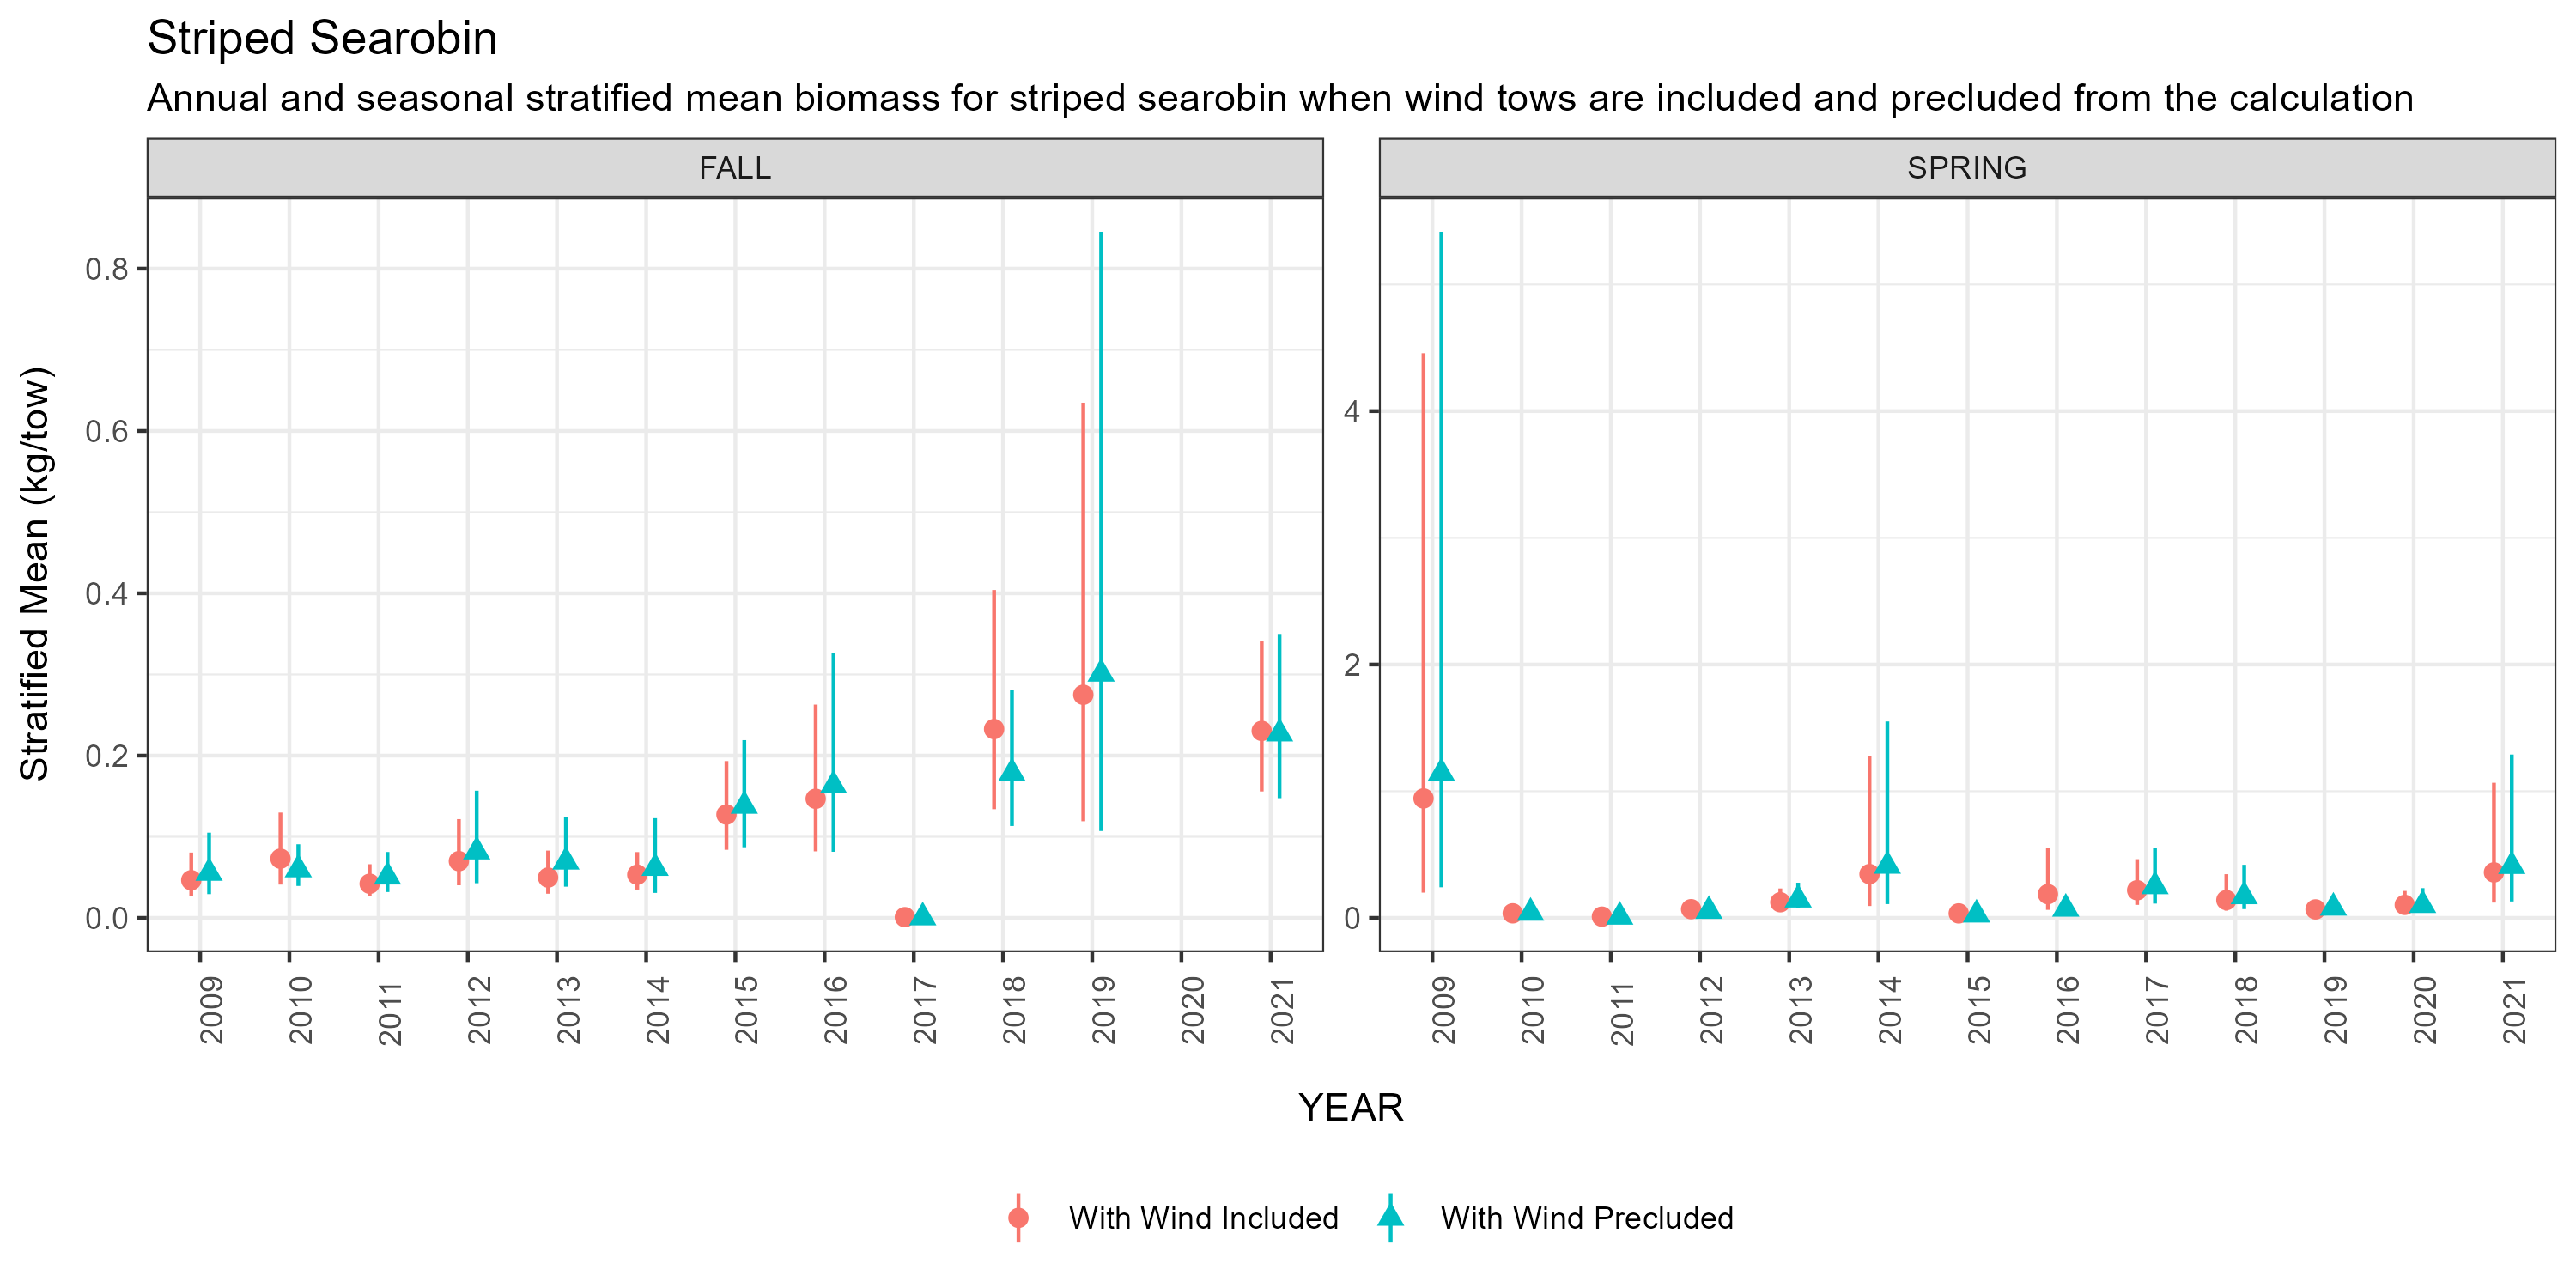 Striped Searobin
Annual and seasonal stratified mean biomass for striped searobin when wind tows are included and precluded from the calculation
FALL
SPRING
Stratified Mean (kg/tow)
0.8
0.6
0.4
0.2
0.0
4
2
0
2009 2010 2011 2012 2013 2014 2015 2016 2017 2018 2019 2020 2021
2009 2010 2011 2012 2013 2014 2015 2016 2017 2018 2019 2020 2021
YEAR
With Wind Included
With Wind Precluded